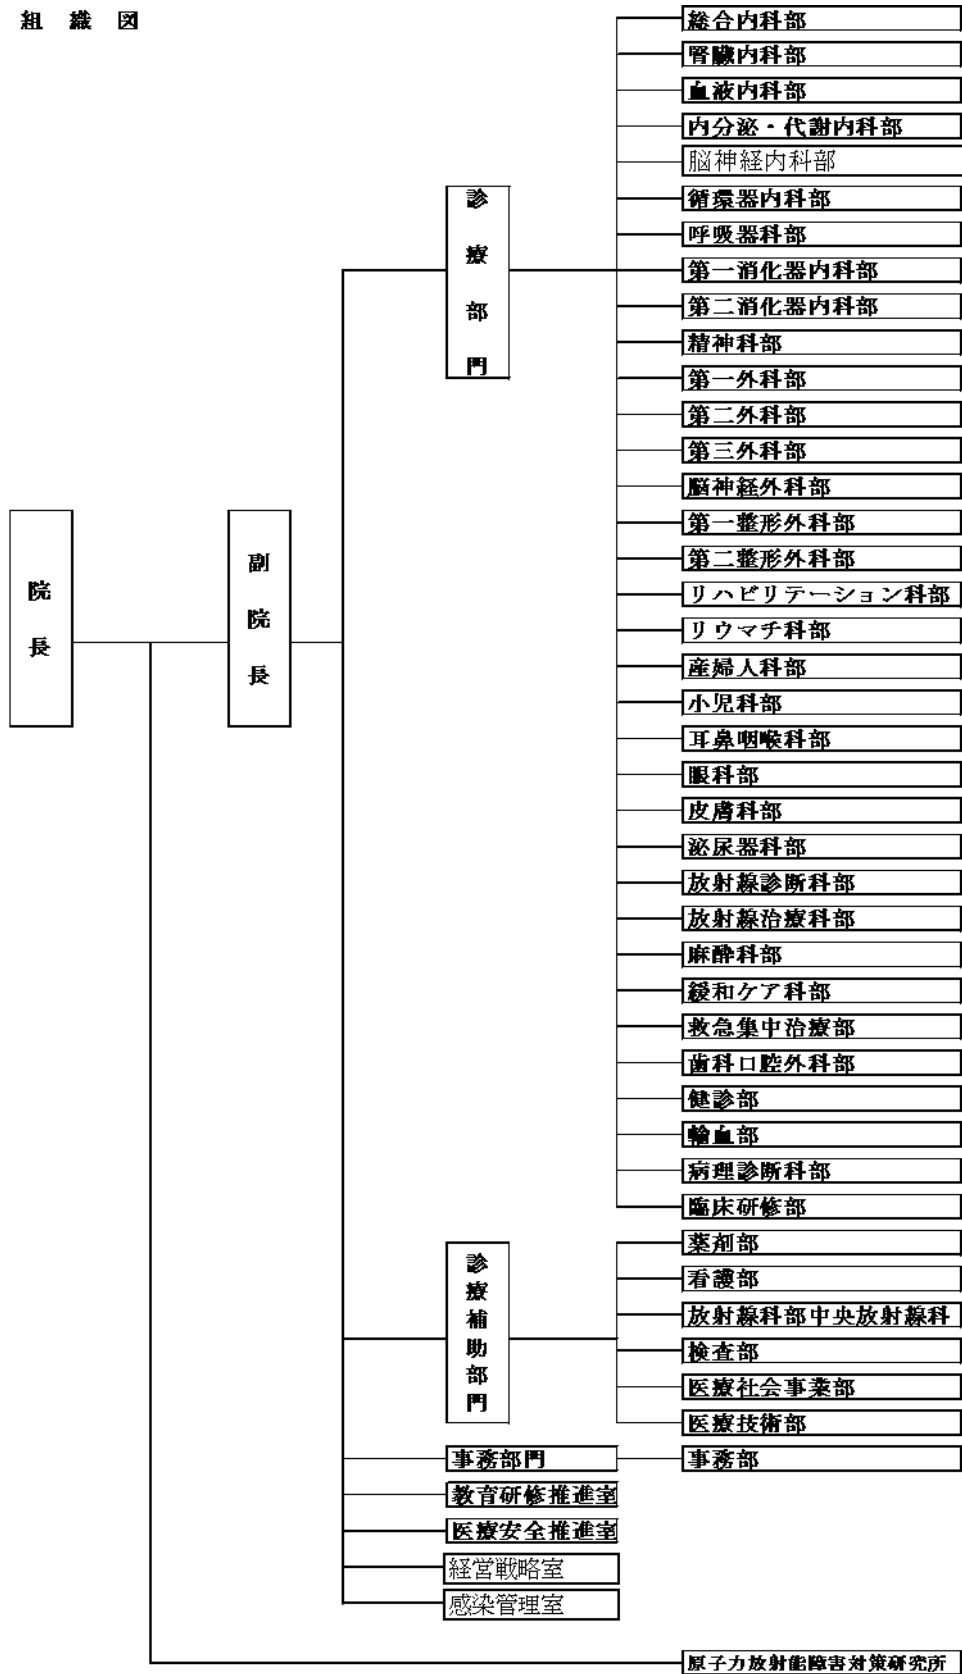 組織図
総合内科部
腎臓内科部
血液内科部
内分泌・代謝内科部
脳神経内科部
循環器内科部
呼吸器科部
第一消化器内科部
第二消化器内科部
精神科部
第一外科部
第二外科部
第三外科部
脳神経外科部
第一整形外科部
第二整形外科部
リハビリテーション科部
リウマチ科部
産婦人科部
小児科部
耳鼻咽喉科部
眼科部
皮膚科部
泌尿器科部
放射線診断科部
放射線治療科部
麻酔科部
緩和ケア科部
救急集中治療部
歯科口腔外科部
健診部
輸血部
病理診断科部
臨床研修部
診療部門
院長
副院長
診療補助部門
薬剤部
看護部
放射線科部中央放射線科
検査部
医療社会事業部
医療技術部
事務部門
事務部
教育研修推進室
医療安全推進室
経営戦略室
感染管理室
原子力放射能障害対策研究所